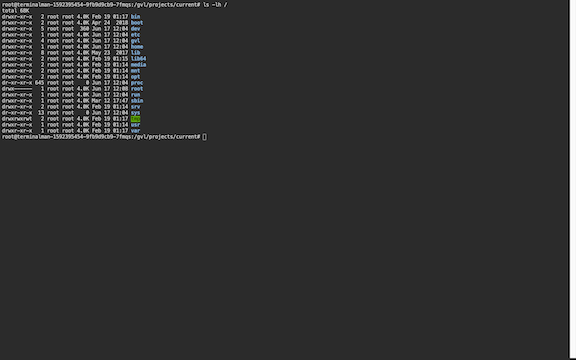 root@terminalman-1592395454-9fb9d9cb9-7fmqs:/gvl/projects/current# ls -lh /
total 68K
drwxr-xr-x 2 root root 4.0K Feb 19 01:17 bin
drwxr-xr-x 2 root root 4.0K Apr 24 2018 boot
drwxr-xr-x 5 root root 360 Jun 17 12:04 dev
drwxr-xr-x 1 root root 4.0K Jun 17 12:04 etc
drwxr-xr-x 4 root root 4.0K Jun 17 12:04 gvl
drwxr-xr-x 1 root root 4.0K Jun 17 12:04 home
drwxr-xr-x 8 root root 4.0K May 23 2017 lib
drwxr-xr-x 2 root root 4.0K Feb 19 01:15 lib64
drwxr-xr-x 2 root root 4.0K Feb 19 01:14 media
drwxr-xr-x 2 root root 4.0K Feb 19 01:14 mnt
drwxr-xr-x 2 root root 4.0K Feb 19 01:14 opt
dr-xr-xr-x 645 root root 0 Jun 17 12:04 proc
drwx------ 1 root root 4.0K Jun 17 12:08 root
drwxr-xr-x 1 root root 4.0K Jun 17 12:04 run
drwxr-xr-x 1 root root 4.0K Mar 12 17:47 sbin
drwxr-xr-x 2 root root 4.0K Feb 19 01:14 srv
dr-xr-xr-x 13 root root 0 Jun 17 12:04 sys
drwxrwxrwt 2 root root 4.0K Feb 19 01:17 tmp
drwxr-xr-x 1 root root 4.0K Feb 19 01:14 usr
drwxr-xr-x 1 root root 4.0K Feb 19 01:17 var
root@terminalman-1592395454-9fb9d9cb9-7fmqs:/gvl/projects/current#